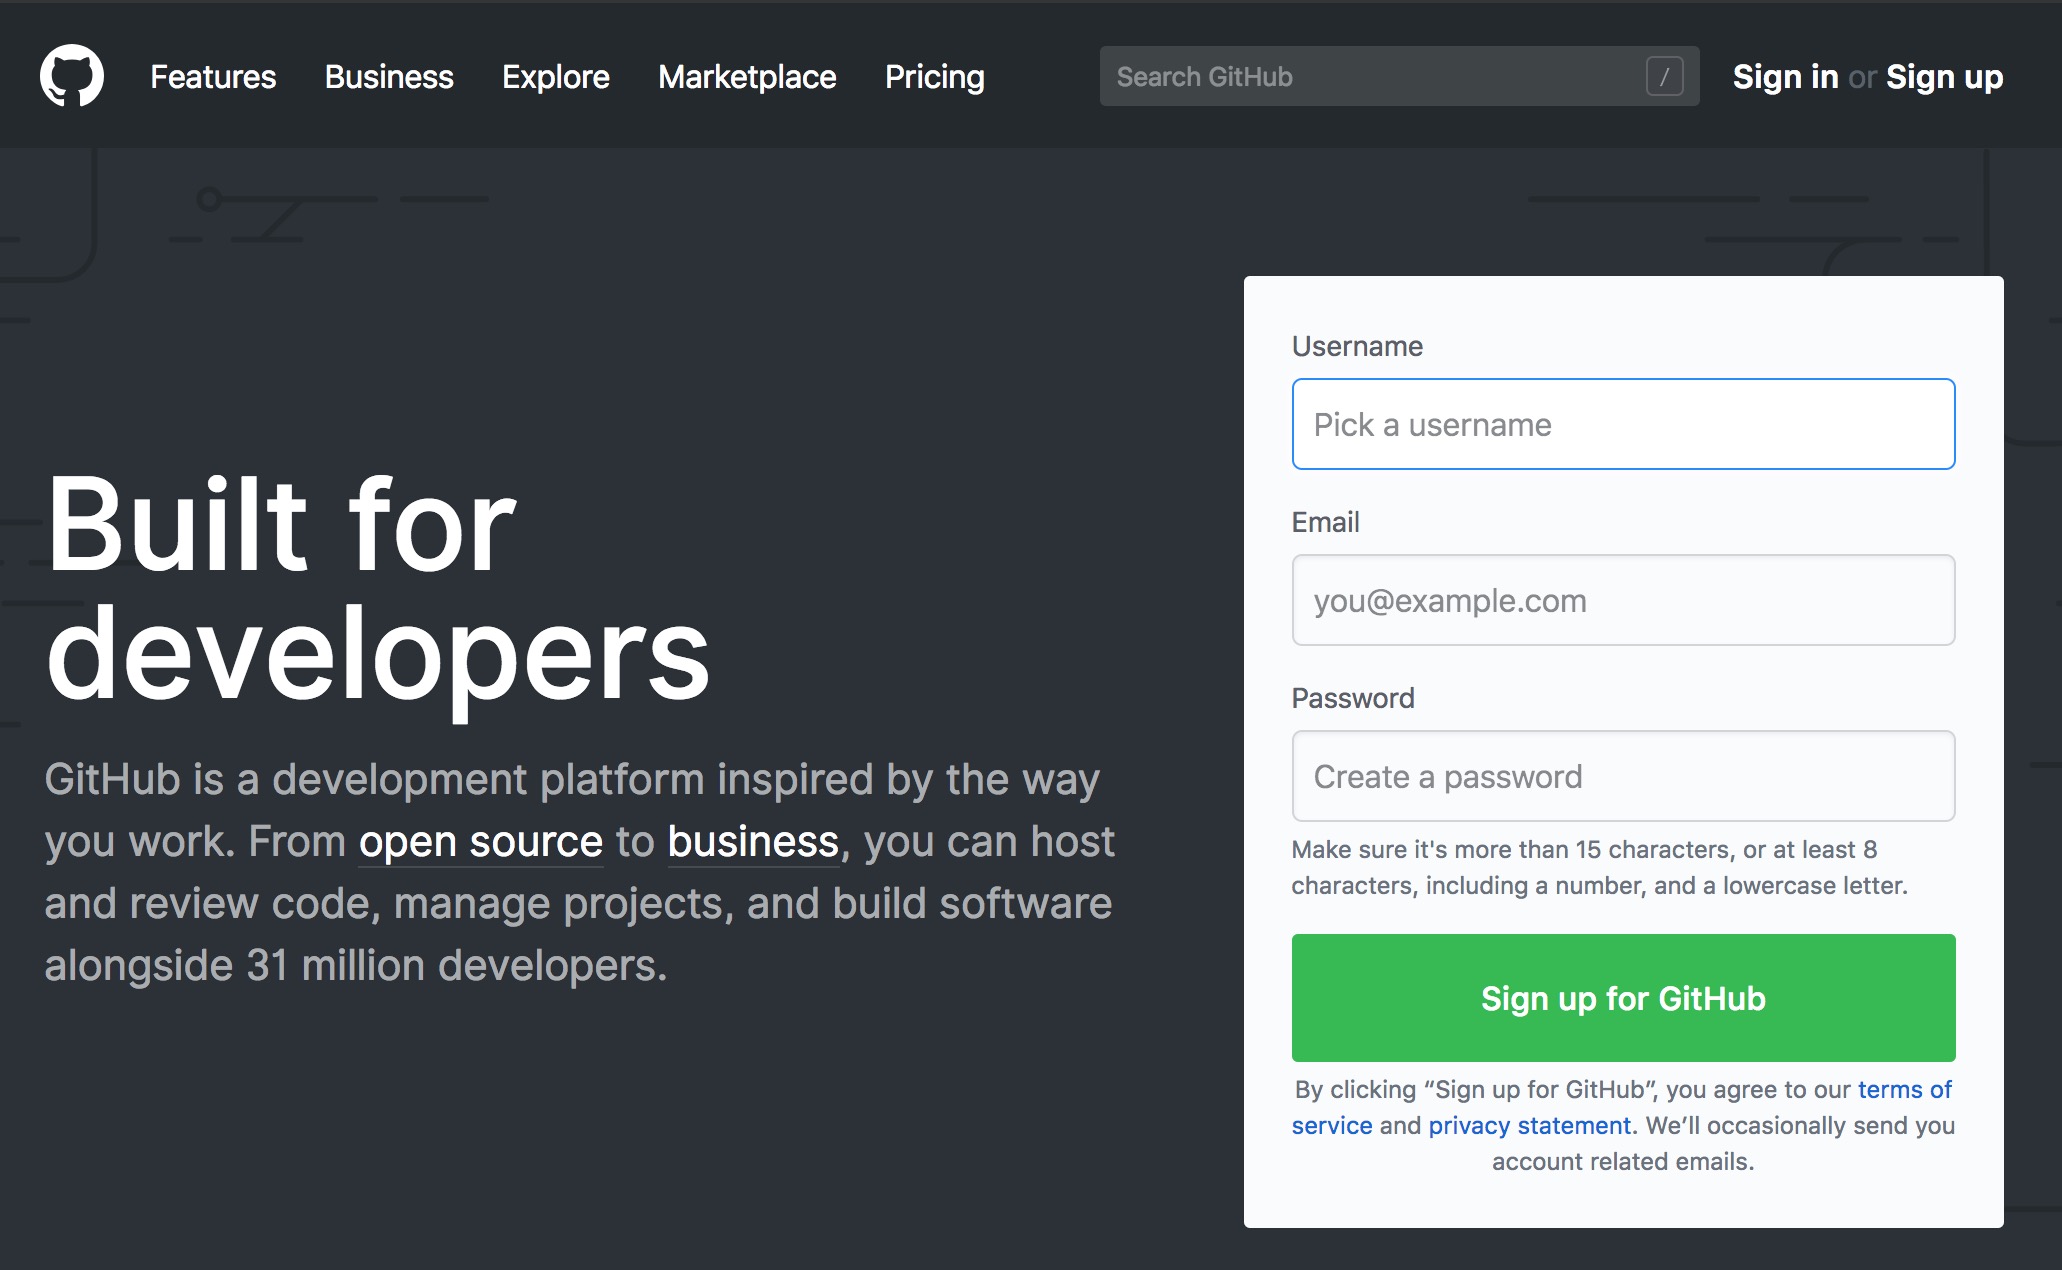 Features Business Explore Marketplace Pricing Search GitHub / Sign in or Sign up
Built for
developers
GitHub is a development platform inspired by the way
you work. From open source to business, you can host
and review code, manage projects, and build software
alongside 31 million developers.
Username
Pick a username
Email
you@example.com
Password
Create a password
Make sure it's more than 15 characters, or at least 8
characters, including a number, and a lowercase letter.
Sign up for GitHub
By clicking “Sign up for GitHub”, you agree to our terms of
service and privacy statement. We’ll occasionally send you
account related emails.